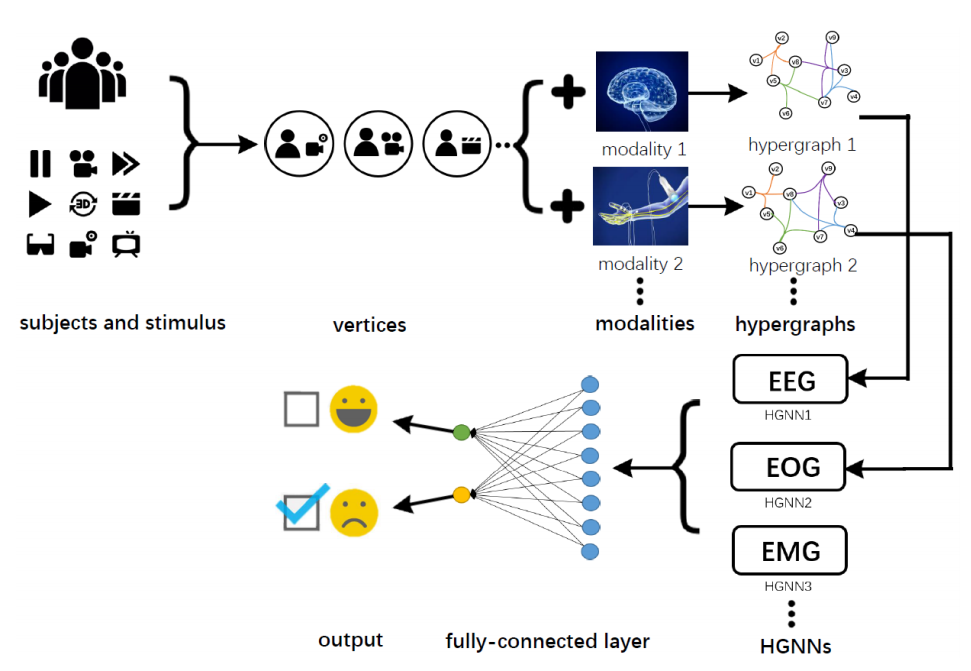 v2
v9
v1
v8
v3
v5
v4
v7
v6
modality 1
hypergraph 1
v2
v9
v1
v8
v3
v5
v4
v7
v6
3D
modality 2
hypergraph 2
subjects and stimulus
vertices
modalities
hypergraphs
EEG
HGNN1
EOG
HGNN2
EMG
HGNN3
output
fully-connected layer
HGNNs